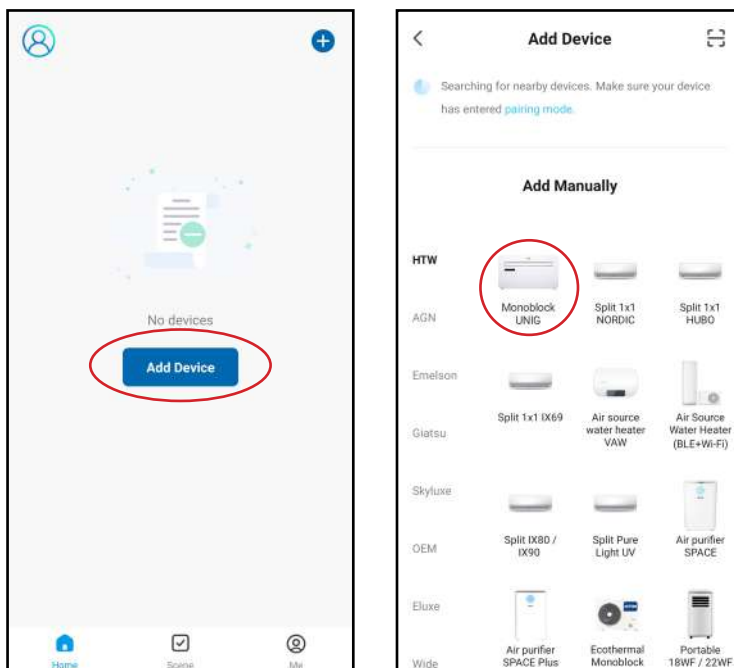 No devices
Add Device
Home
Scene
Me
Add Device
Searching for nearby devices. Make sure your device
has entered pairing mode.
Add Manually
HTW
AGN
Emelson
Giatsu
Skyluxe
OEM
Eluxe
Wide
Monoblock
UNIG
Split 1x1
NORDIC
Split 1x1
HUBO
Split 1x1 IX69
Air source
water heater
VAW
Air Source
Water Heater
(BLE+Wi-Fi)
Split IX80 /
IX90
Split Pure
Light UV
Air purifier
SPACE
Air purifier
SPACE Plus
Ecothermal
Monoblock
Portable
18WF / 22WF